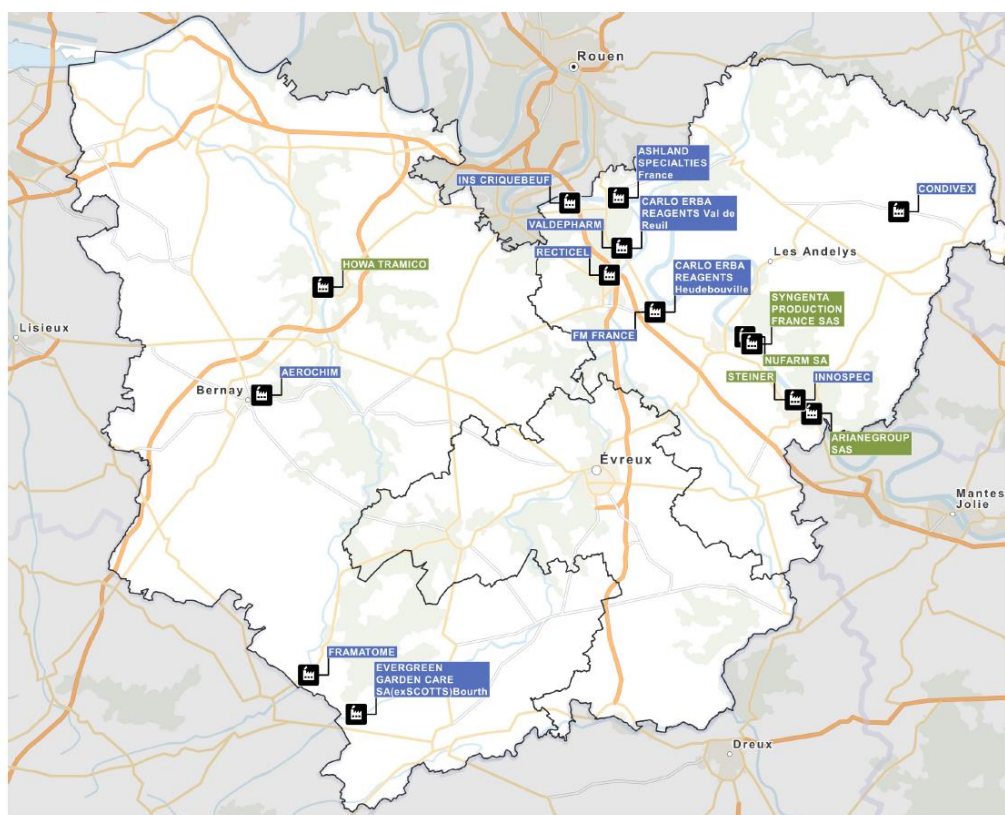 Rouen
ASHLAND
SPECIALTIES
France
INS CRIQUEBEUF
CARLO ERBA
REAGENTS Val de
Reuil
CONDIVEX
VALDEPHARM
RECTICEL
Les Andelys
HOWA TRAMICO
CARLO ERBA
REAGENTS
Heudebouville
SYNGENTA
PRODUCTION
FRANCE SAS
Lisieux
FM FRANCE
NUFARM SA
AEROCHIM
STEINER
INNOSPEC
Bernay
ARIANEGROUP
SAS
Évreux
Mantes
Jolie
FRAMATOME
EVERGREEN
GARDEN CARE
SA(exSCOTTS)Bourth
Dreux